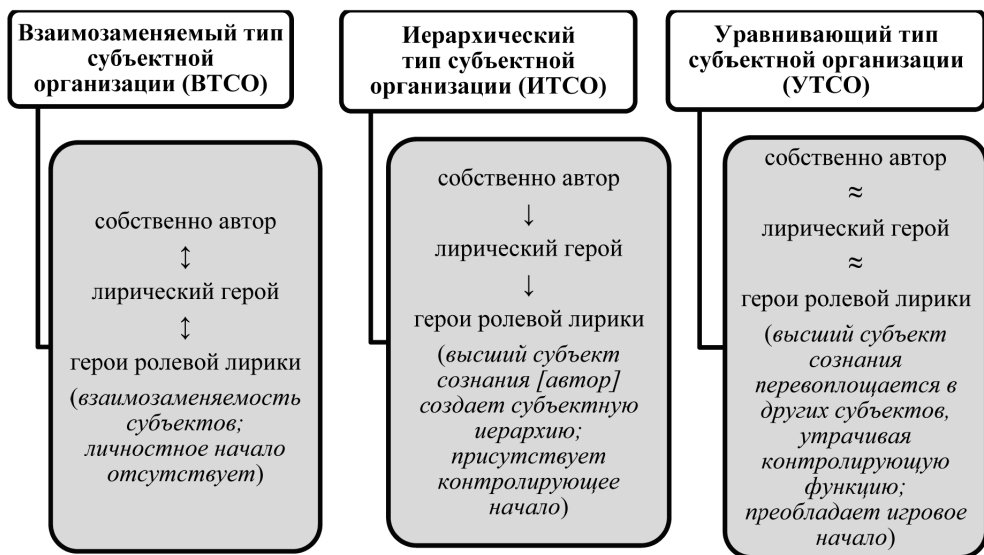 Взаимозаменяемый тип
субъектной
организации (ВТСО)
собственно автор
↕
лирический герой
↕
герои ролевой лирики
(взаимозаменяемость
субъектов;
личностное начало
отсутствует)
Иерархический
тип субъектной
организации (ИТСО)
собственно автор
↓
лирический герой
↓
герои ролевой лирики
(высший субъект
сознания [автор]
создает субъектную
иерархию;
присутствует
контролирующее
начало)
Уравнивающий тип
субъектной организации
(УТСО)
собственно автор
≈
лирический герой
≈
герои ролевой лирики
(высший субъект
сознания
перевоплощается в
других субъектов,
утрачивая
контролирующую
функцию;
преобладает игровое
начало)